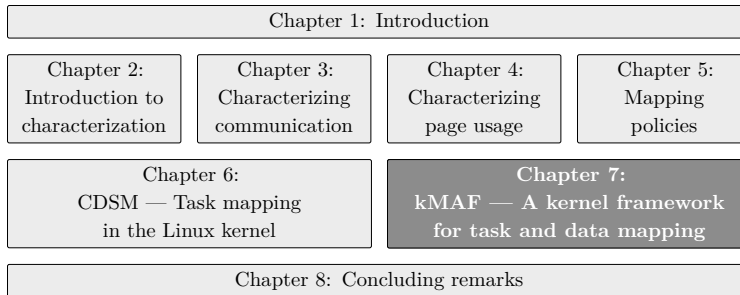 Chapter 1: Introduction
Chapter 2:
Introduction to
characterization
Chapter 3:
Characterizing
communication
Chapter 4:
Characterizing
page usage
Chapter 5:
Mapping
policies
Chapter 6:
CDSM — Task mapping
in the Linux kernel
Chapter 7:
kMAF — A kernel framework
for task and data mapping
Chapter 8: Concluding remarks